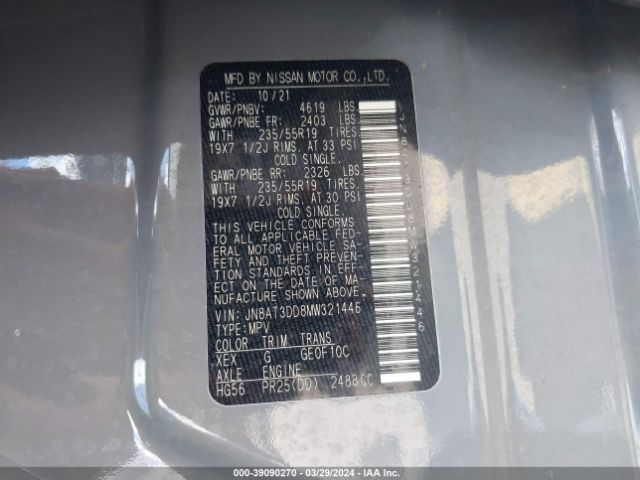 MFD BY NISSAN MOTOR CO.,LTD.
DATE: 10/21
GVWR/PNBV: 4619 LBS
GAWR/PNBE FR: 2403 LBS
WITH 235/55R19 TIRES.
19X7 1/2J RIMS. AT 33 PSI
COLD SINGLE.
GAWR/PNBE RR: 2326 LBS
WITH 235/55R19 TIRES.
19X7 1/2J RIMS. AT 30 PSI
COLD SINGLE.
THIS VEHICLE CONFORMS
TO ALL APPLICABLE FED-
ERAL MOTOR VEHICLE SA-
FETY AND THEFT PREVEN-
TION STANDARDS IN EFF-
ECT ON THE DATE OF MA-
NUFACTURE SHOWN ABOVE.
VIN: JN8AT3DD8MW321446
TYPE:MPV
COLOR TRIM TRANS
XEX G GE0F10C
AXLE ENGINE
HG56 PR25(DD) 2488CC
JN8AT3DD8MW321446
000-39090270 - 03/29/2024 - IAA Inc.